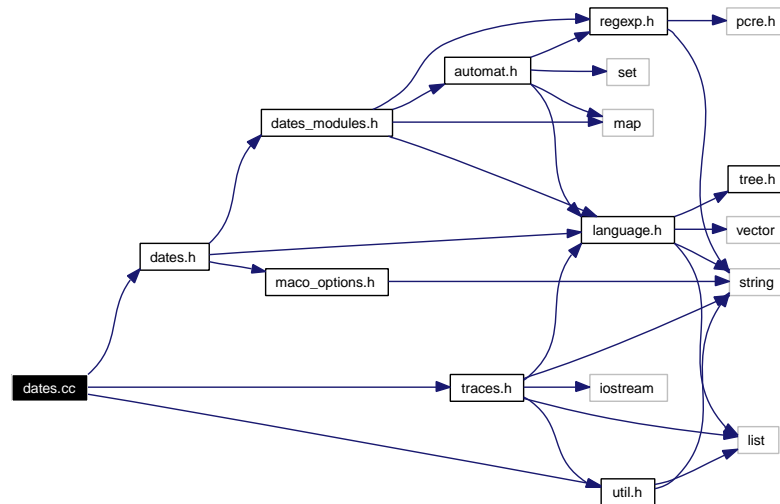 regexp.h
pcre.h
automat.h
set
dates_modules.h
map
tree.h
language.h
vector
dates.h
maco_options.h
string
dates.cc
traces.h
iostream
list
util.h